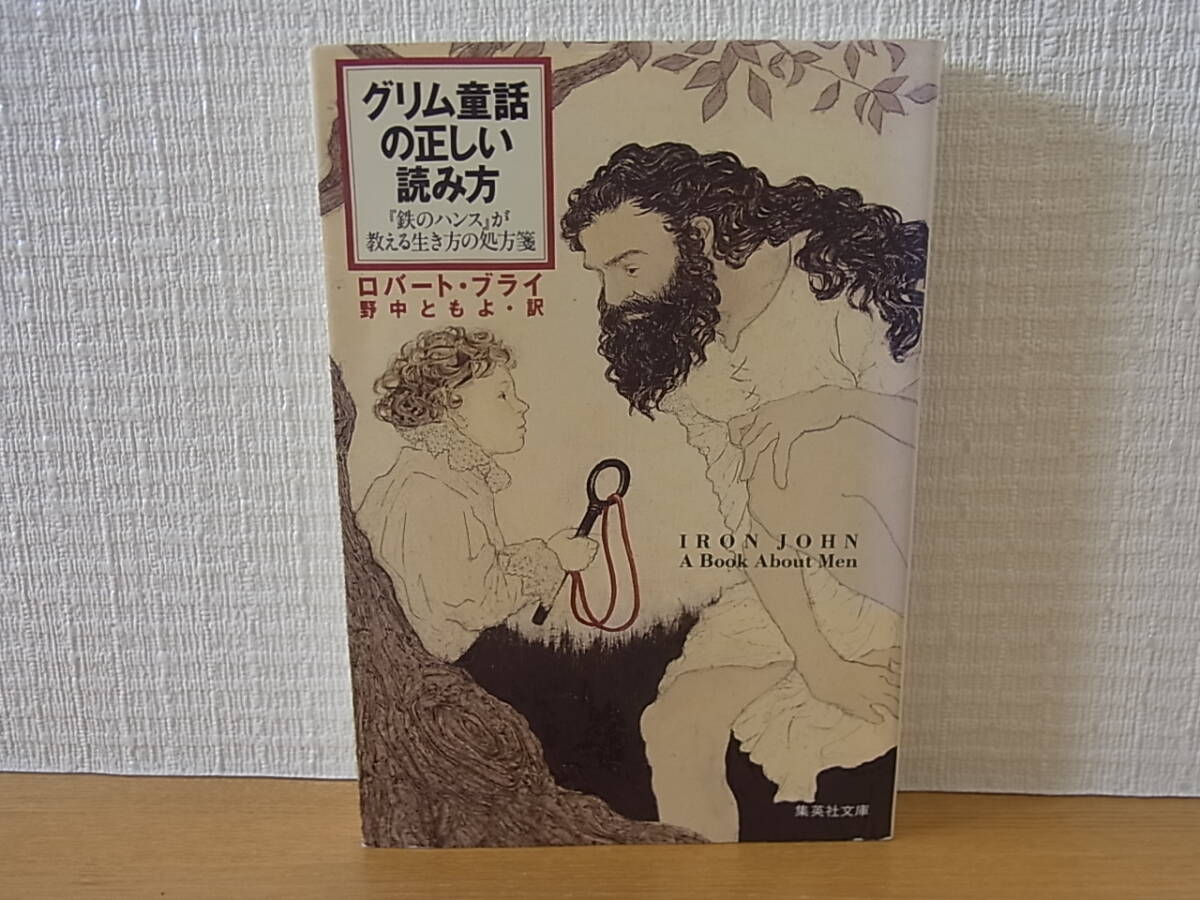 グリム童話
の正しい
読み方
『鉄のハンス』が
教える生き方の処方箋
ロバート・ブライ
野中ともよ・訳
IRON JOHN
A Book About Men
集英社文庫